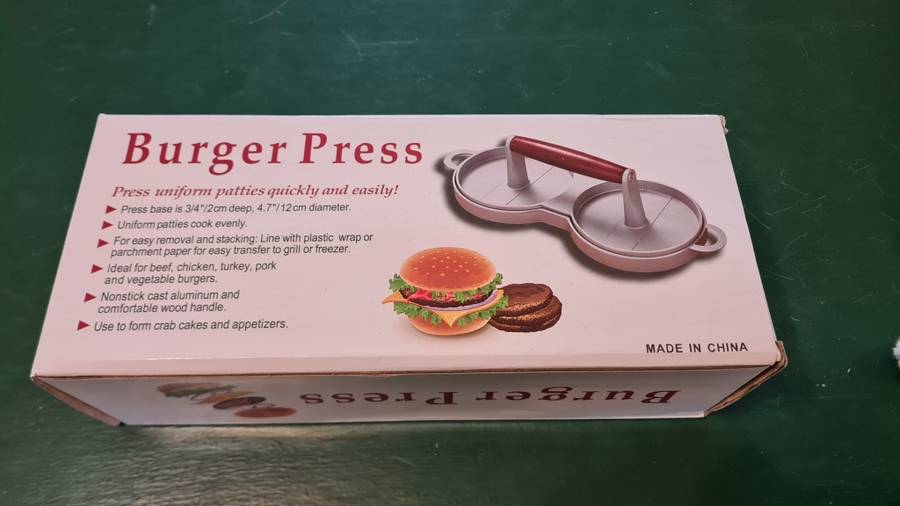 Burger Press
Press uniform patties quickly and easily!
Press base is 3/4"/2cm deep, 4.7"/12cm diameter.
Uniform patties cook evenly.
For easy removal and stacking: Line with plastic wrap or
parchment paper for easy transfer to grill or freezer.
Ideal for beef, chicken, turkey, pork
and vegetable burgers.
Nonstick cast aluminum and
comfortable wood handle.
Use to form crab cakes and appetizers.
MADE IN CHINA
Burger Press